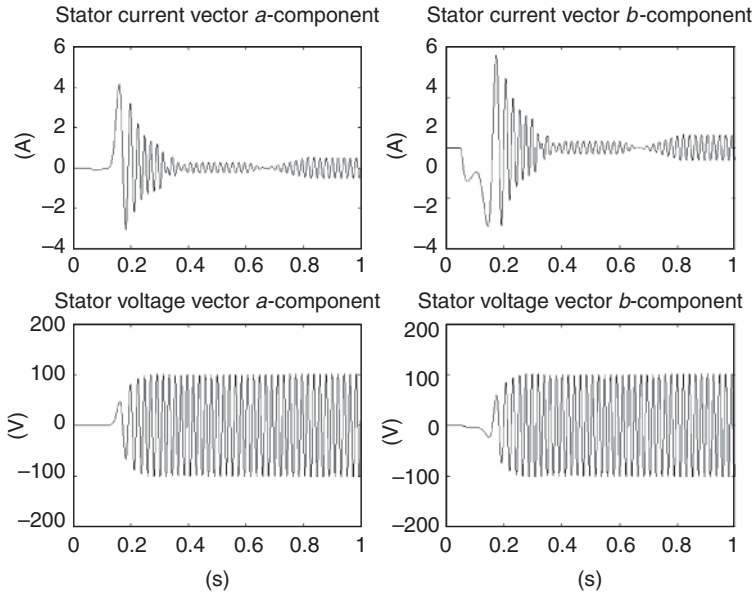 Stator current vector a-component
6
4
2
0
−2
−4
(A)
0 0.2 0.4 0.6 0.8 1
Stator current vector b-component
6
4
2
0
−2
−4
(A)
0 0.2 0.4 0.6 0.8 1
Stator voltage vector a-component
200
100
0
−100
−200
(V)
0 0.2 0.4 0.6 0.8 1
(s)
Stator voltage vector b-component
200
100
0
−100
−200
(V)
0 0.2 0.4 0.6 0.8 1
(s)